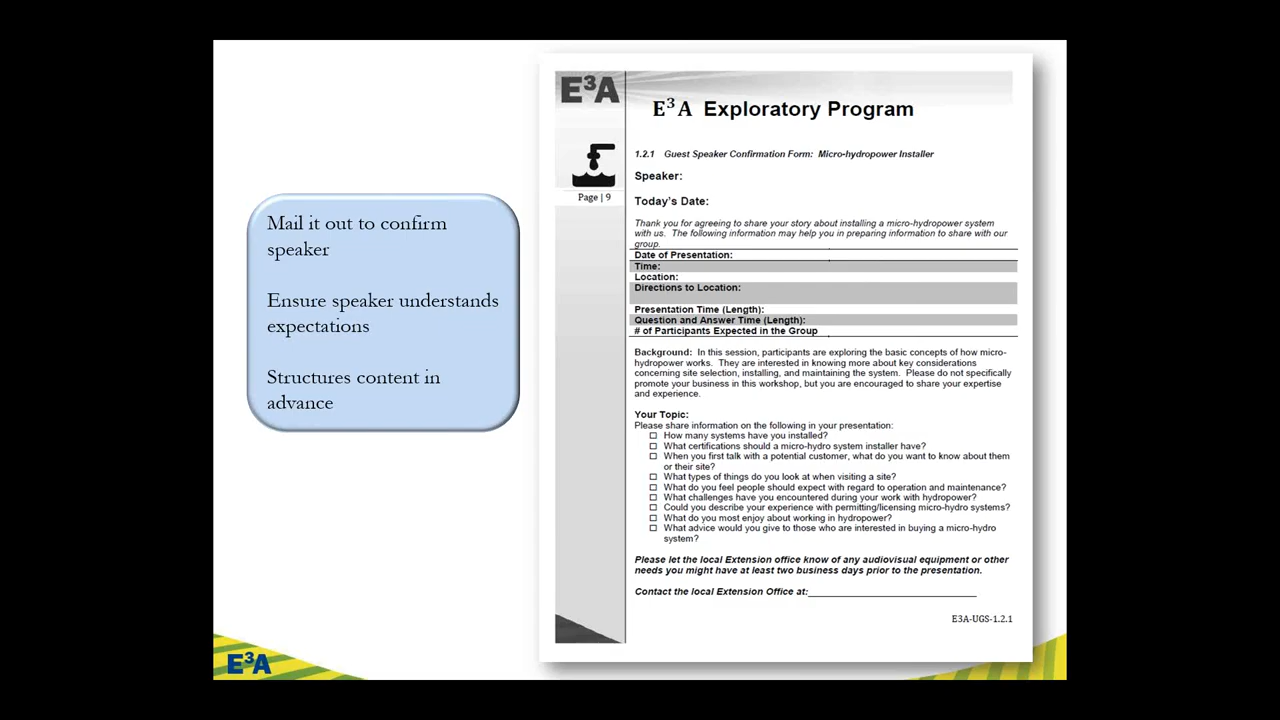 Mail it out to confirm
speaker
Ensure speaker understands
expectations
Structures content in
advance
E³A
E³A Exploratory Program
Page | 9
1.2.1 Guest Speaker Confirmation Form: Micro-hydropower Installer
Speaker:
Today's Date:
Thank you for agreeing to share your story about installing a micro-hydropower system
with us. The following information may help you in preparing information to share with our
group.
Date of Presentation:
Time:
Location:
Directions to Location:
Presentation Time (Length):
Question and Answer Time (Length):
# of Participants Expected in the Group
Background: In this session, participants are exploring the basic concepts of how micro-
hydropower works. They are interested in knowing more about key considerations
concerning site selection, installing, and maintaining the system. Please do not specifically
promote your business in this workshop, but you are encouraged to share your expertise
and experience.
Your Topic:
Please share information on the following in your presentation:
☐ How many systems have you installed?
☐ What certifications should a micro-hydro system installer have?
☐ When you first talk with a potential customer, what do you want to know about them
or their site?
☐ What types of things do you look at when visiting a site?
☐ What do you feel people should expect with regard to operation and maintenance?
☐ What challenges have you encountered during your work with hydropower?
☐ Could you describe your experience with permitting/licensing micro-hydro systems?
☐ What do you most enjoy about working in hydropower?
☐ What advice would you give to those who are interested in buying a micro-hydro
system?
Please let the local Extension office know of any audiovisual equipment or other
needs you might have at least two business days prior to the presentation.
Contact the local Extension Office at:
E3A-UGS-1.2.1
E³A